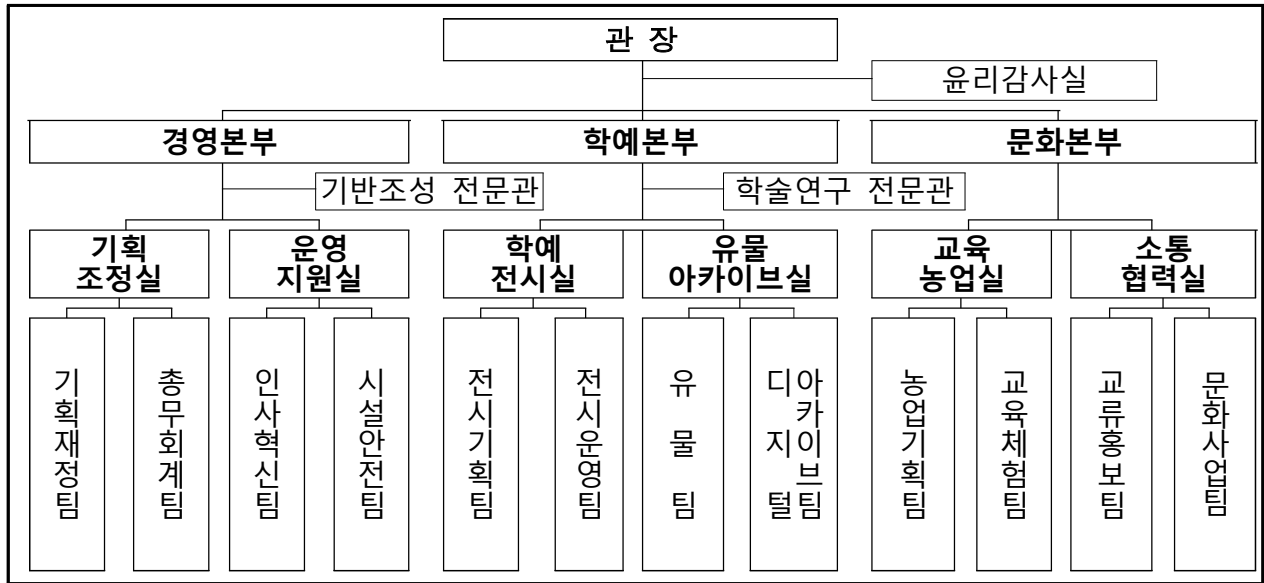 관 장
윤리감사실
경영본부
학예본부
문화본부
기반조성 전문관
학술연구 전문관
기획
조정실
운영
지원실
학예
전시실
유물
아카이브실
교육
농업실
소통
협력실
기획재정팀
총무회계팀
인사혁신팀
시설안전팀
전시기획팀
전시운영팀
유물팀
디지털
아카이브팀
농업기획팀
교육체험팀
교류홍보팀
문화사업팀